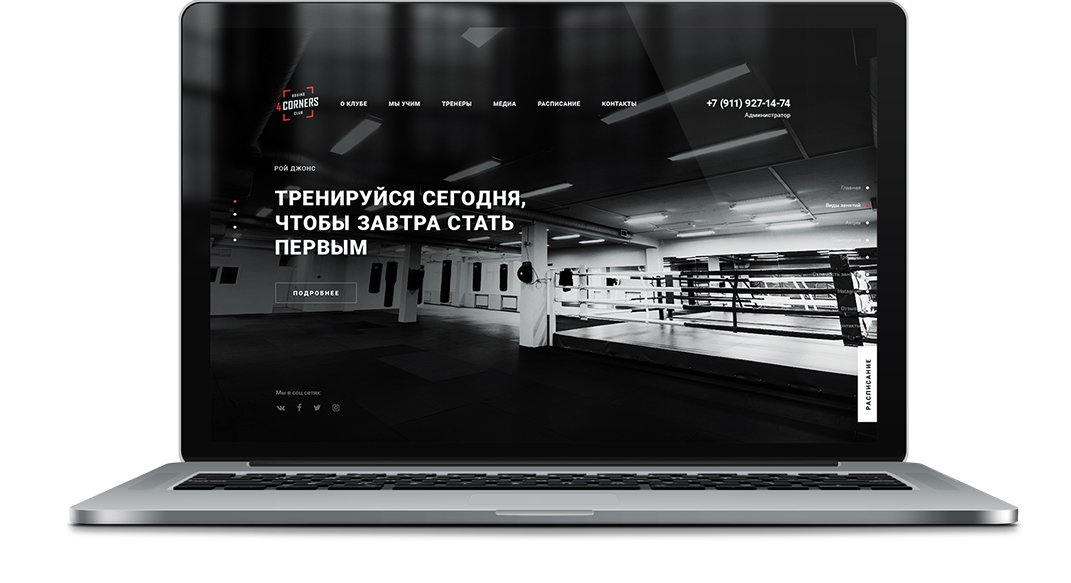 BOXING
4 CORNERS
CLUB
О КЛУБЕ
МЫ УЧИМ
ТРЕНЕРЫ
МЕДИА
РАСПИСАНИЕ
КОНТАКТЫ
+7 (911) 927-14-74
Администратор
РОЙ ДЖОНС
ТРЕНИРУЙСЯ СЕГОДНЯ,
ЧТОБЫ ЗАВТРА СТАТЬ
ПЕРВЫМ
ПОДРОБНЕЕ
Главная
Виды занятий
РАСПИСАНИЕ
Мы в соц.сетях: